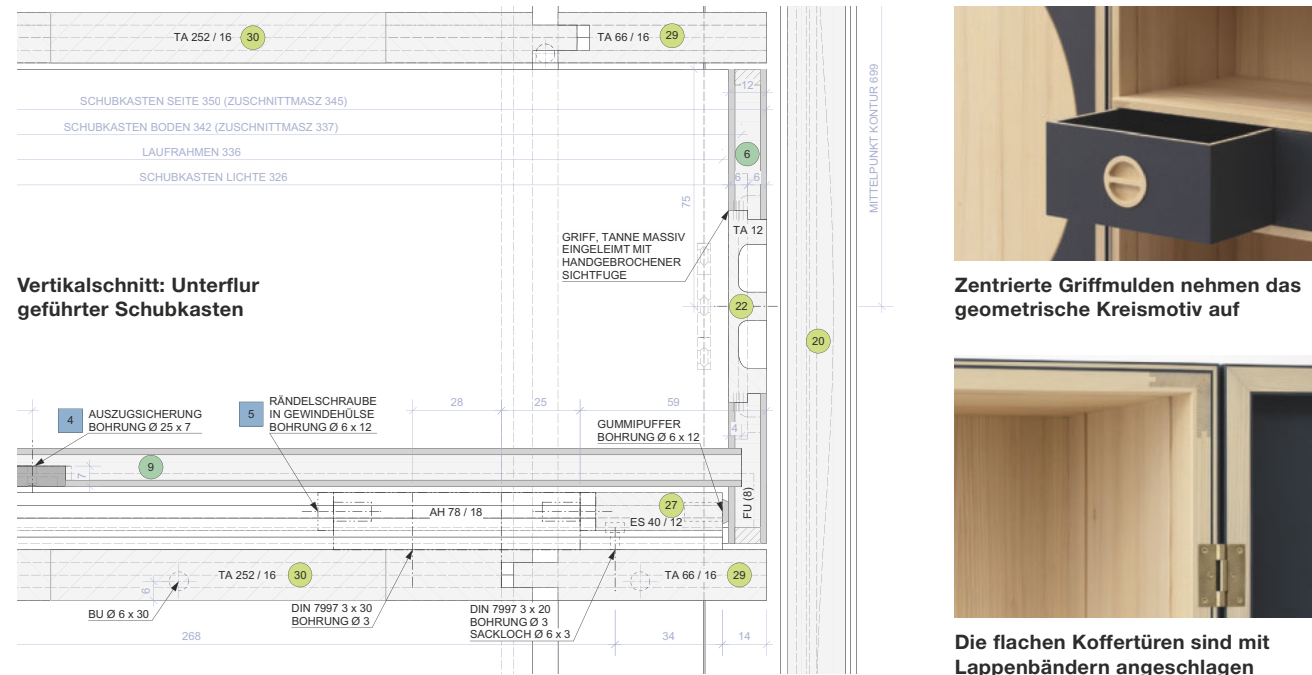 TA 252 / 16 30
TA 66 / 16 29
12
SCHUBKASTEN SEITE 350 (ZUSCHNITTMASZ 345)
SCHUBKASTEN BODEN 342 (ZUSCHNITTMASZ 337)
LAUFRAHMEN 336
SCHUBKASTEN LICHTE 326
6
6 6
75
TA 12
MITTELPUNKT KONTUR 699
GRIFF, TANNE MASSIV
EINGELEIMT MIT
HANDGEBROCHENER
SICHTFUGE
22
20
Vertikalschnitt: Unterflur
geführter Schubkasten
4
AUSZUGSICHERUNG
BOHRUNG Ø 25 x 7
5
RÄNDELSCHRAUBE
IN GEWINDEHÜLSE
BOHRUNG Ø 6 x 12
28
25
59
GUMMIPUFFER
BOHRUNG Ø 6 x 12
4
9
7
AH 78 / 18
27
ES 40 / 12
FU (8)
TA 252 / 16 30
TA 66 / 16 29
6
BU Ø 6 x 30
DIN 7997 3 x 30
BOHRUNG Ø 3
DIN 7997 3 x 20
BOHRUNG Ø 3
SACKLOCH Ø 6 x 3
268
34
14
Zentrierte Griffmulden nehmen das
geometrische Kreismotiv auf
Die flachen Koffertüren sind mit
Lappenbändern angeschlagen